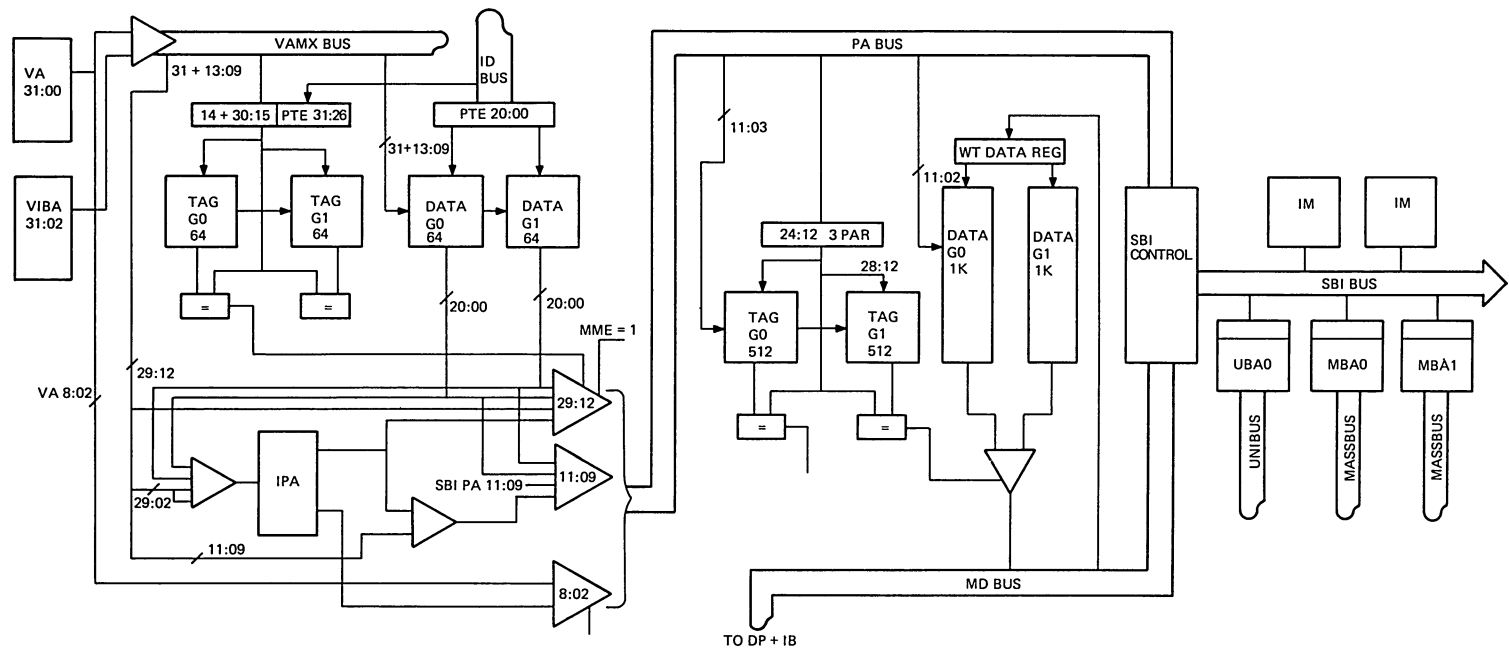 VA
31:00
VIBA
31:02
VAMX BUS
31 + 13:09
ID
BUS
14 + 30:15
PTE 31:26
PTE 20:00
31+13:09
TAG
G0
64
TAG
G1
64
DATA
G0
64
DATA
G1
64
=
=
20:00
20:00
MME = 1
VA 8:02
29:12
29:12
IPA
29:02
SBI PA 11:09
11:09
11:09
8:02
PA BUS
11:03
11:02
WT DATA REG
24:12 3 PAR
28:12
TAG
G0
512
TAG
G1
512
=
=
DATA
G0
1K
DATA
G1
1K
SBI
CONTROL
MD BUS
TO DP + IB
IM
IM
SBI BUS
UBA0
MBA0
MBA1
UNIBUS
MASSBUS
MASSBUS